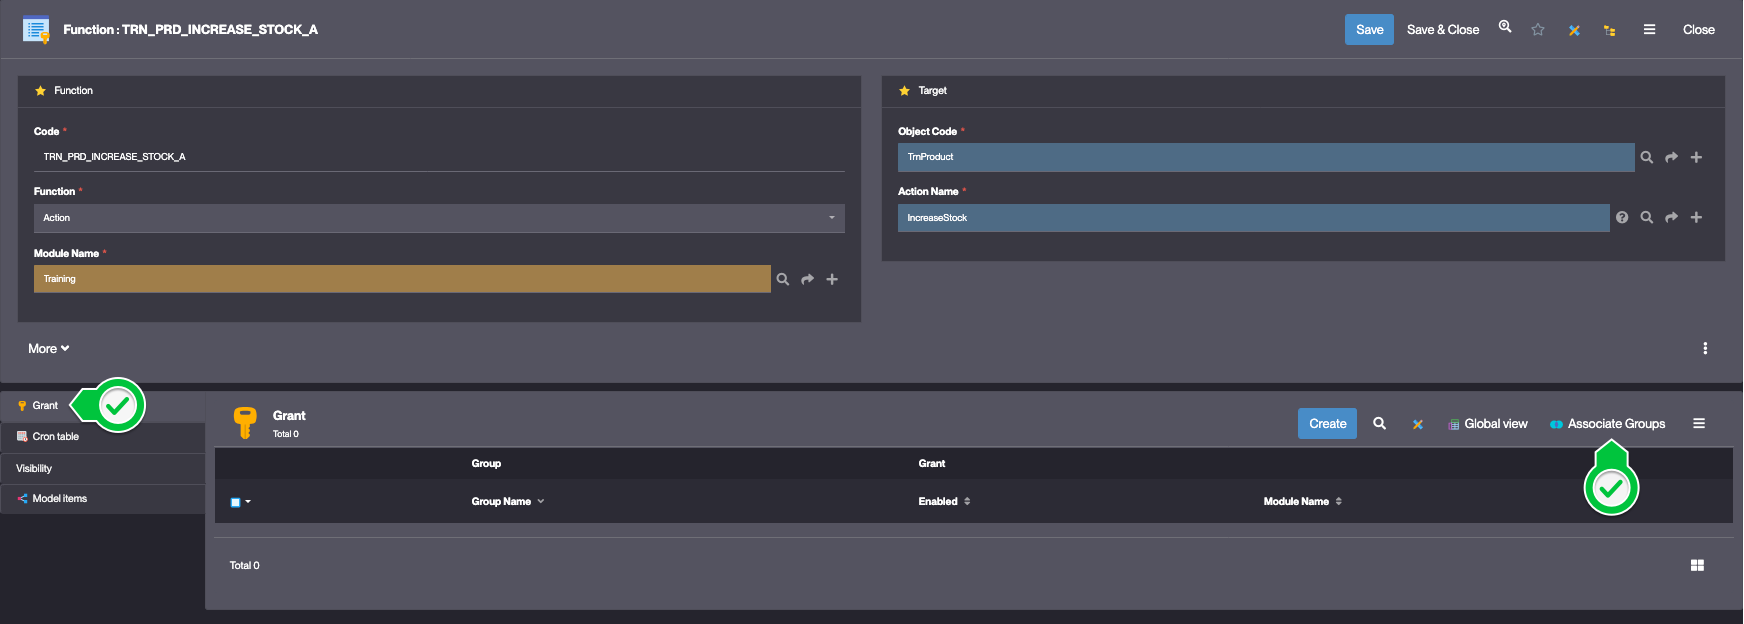 Function : TRN_PRD_INCREASE_STOCK_A
Save
Save & Close
Close
Function
Code *
TRN_PRD_INCREASE_STOCK_A
Function *
Action
Module Name *
Training
Target
Object Code *
TrnProduct
Action Name *
IncreaseStock
More
Grant
Cron table
Visibility
Model items
Grant
Total 0
Create
Global view
Associate Groups
Group
Grant
Group Name
Enabled
Module Name
Total 0